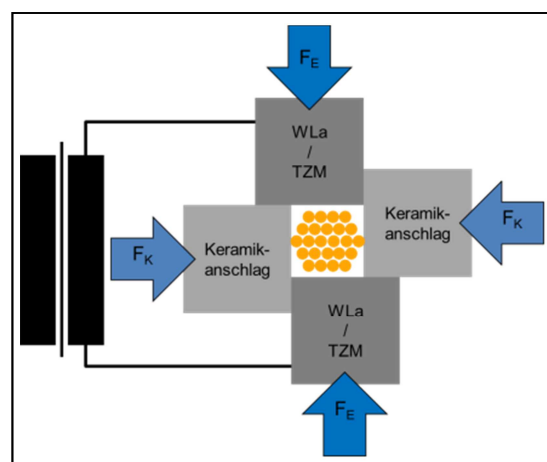 F_E
WLa
/
TZM
Keramik-
anschlag
F_K
F_K
Keramik-
anschlag
WLa
/
TZM
F_E